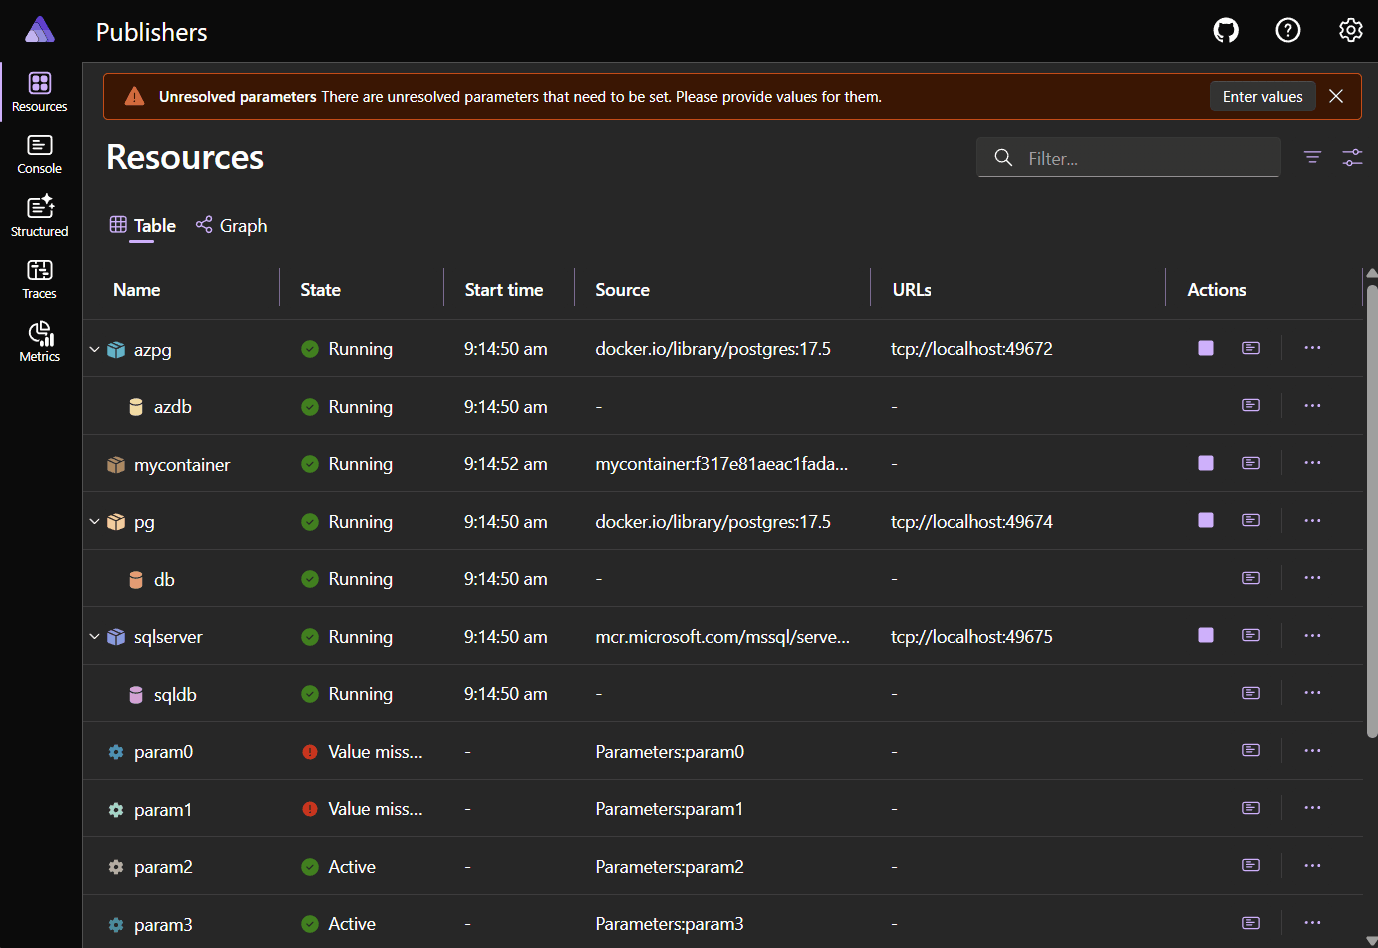 Publishers
Resources
Console
Structured
Traces
Metrics
Unresolved parameters There are unresolved parameters that need to be set. Please provide values for them.
Enter values
Resources
Filter...
Table Graph
Name State Start time Source URLs Actions
azpg Running 9:14:50 am docker.io/library/postgres:17.5 tcp://localhost:49672
azdb Running 9:14:50 am - -
mycontainer Running 9:14:52 am mycontainer:f317e81aeac1fada... -
pg Running 9:14:50 am docker.io/library/postgres:17.5 tcp://localhost:49674
db Running 9:14:50 am - -
sqlserver Running 9:14:50 am mcr.microsoft.com/mssql/serve... tcp://localhost:49675
sqldb Running 9:14:50 am - -
param0 Value miss... - Parameters:param0 -
param1 Value miss... - Parameters:param1 -
param2 Active - Parameters:param2 -
param3 Active - Parameters:param3 -